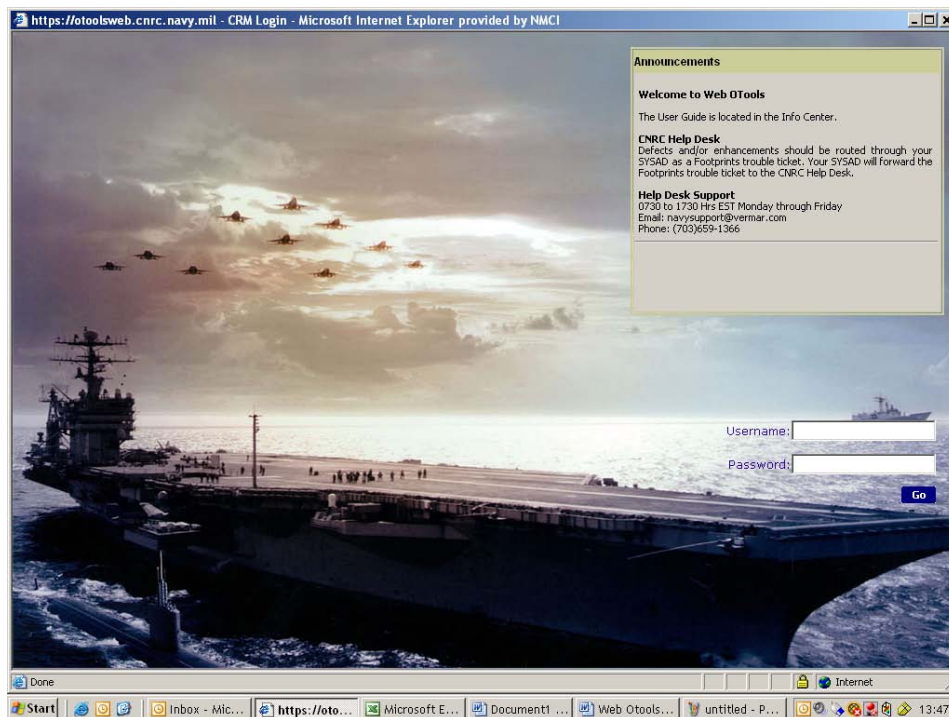 https://otoolsweb.cnrc.navy.mil - CRM Login - Microsoft Internet Explorer provided by NMCI
Announcements
Welcome to Web OTools
The User Guide is located in the Info Center.
CNRC Help Desk
Defects and/or enhancements should be routed through your
SYSAD as a Footprints trouble ticket. Your SYSAD will forward the
Footprints trouble ticket to the CNRC Help Desk.
Help Desk Support
0730 to 1730 Hrs EST Monday through Friday
Email: navysupport@vermar.com
Phone: (703)659-1366
Username:
Password:
Go
Done
Internet
Start
Inbox - Mic...
https://oto...
Microsoft E...
Document1 ...
Web Otools...
untitled - P...
13:47